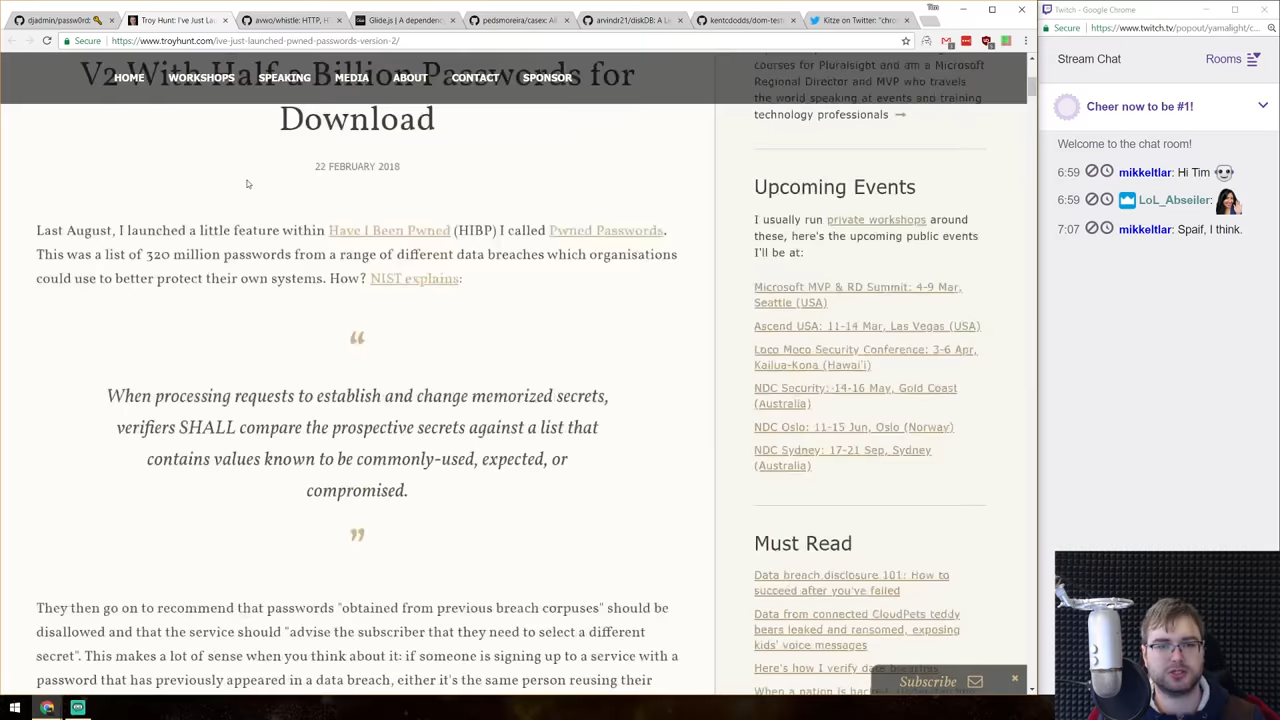 djadmin/passw0rd:
Troy Hunt: I've Just Lau
awwo/whistle: HTTP, H
Glide.js | A dependenc
pedsmoreira/casex: A
arvindr21/diskDB: A Li
kentcdodds/dom-testi
Kitze on Twitter: "chro
Tim
Secure
https://www.troyhunt.com/ive-just-launched-pwned-passwords-version-2/
HOME WORKSHOPS SPEAKING MEDIA ABOUT CONTACT SPONSOR
V2 With Half a Billion Passwords for
Download
22 FEBRUARY 2018
Last August, I launched a little feature within Have I Been Pwned (HIBP) I called Pwned Passwords.
This was a list of 320 million passwords from a range of different data breaches which organisations
could use to better protect their own systems. How? NIST explains:
“
When processing requests to establish and change memorized secrets,
verifiers SHALL compare the prospective secrets against a list that
contains values known to be commonly-used, expected, or
compromised.
”
They then go on to recommend that passwords "obtained from previous breach corpuses" should be
disallowed and that the service should "advise the subscriber that they need to select a different
secret". This makes a lot of sense when you think about it: if someone is signing up to a service with a
password that has previously appeared in a data breach, either it's the same person reusing their
courses for Pluralsight and am a Microsoft
Regional Director and MVP who travels
the world speaking at events and training
technology professionals →
Upcoming Events
I usually run private workshops around
these, here's the upcoming public events
I'll be at:
Microsoft MVP & RD Summit: 4-9 Mar,
Seattle (USA)
Ascend USA: 11-14 Mar, Las Vegas (USA)
Loco Moco Security Conference: 3-6 Apr,
Kailua-Kona (Hawai'i)
NDC Security: 14-16 May, Gold Coast
(Australia)
NDC Oslo: 11-15 Jun, Oslo (Norway)
NDC Sydney: 17-21 Sep, Sydney
(Australia)
Must Read
Data breach disclosure 101: How to
succeed after you've failed
Data from connected CloudPets teddy
bears leaked and ransomed, exposing
kids' voice messages
Here's how I verify data breaches
When a nation is hacked:
Subscribe
Twitch - Google Chrome
Secure
https://www.twitch.tv/popout/yamalight/c...
Stream Chat
Rooms
Cheer now to be #1!
Welcome to the chat room!
6:59 mikkeltlar: Hi Tim
6:59 LoL_Abseiler:
7:07 mikkeltlar: Spaif, I think.